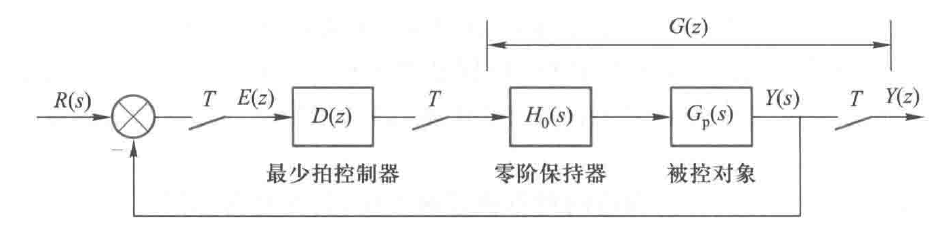 G(z)
R(s) T E(z) D(z) T H₀(s) Gₚ(s) Y(s) T Y(z)
−
最少拍控制器 零阶保持器 被控对象